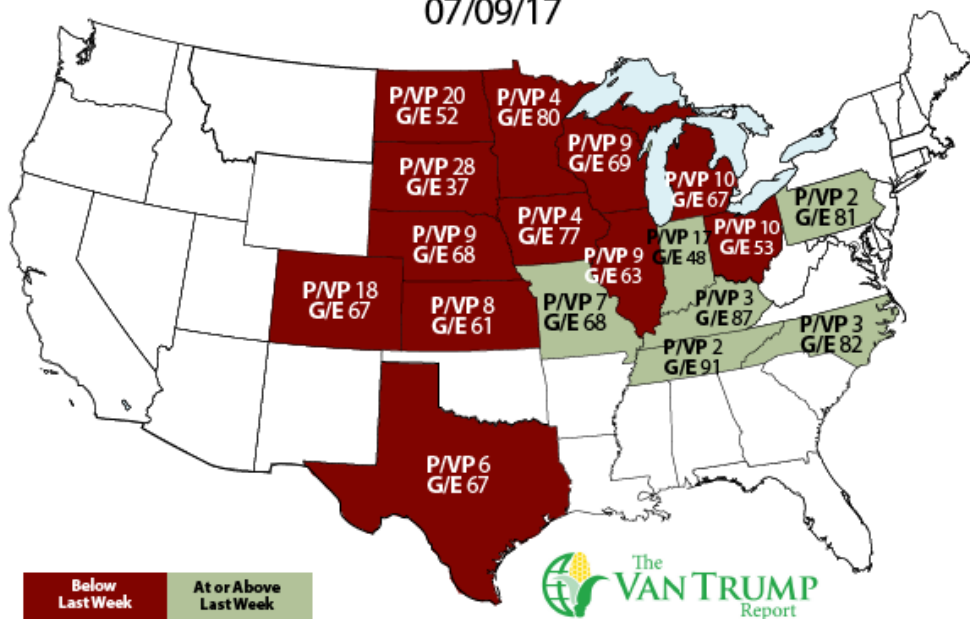 07/09/17
P/VP 20
G/E 52
P/VP 4
G/E 80
P/VP 9
G/E 69
P/VP 28
G/E 37
P/VP 10
G/E 67
P/VP 2
G/E 81
P/VP 4
G/E 77
P/VP 9
G/E 68
P/VP 17
G/E 48
P/VP 10
G/E 53
P/VP 9
G/E 63
P/VP 18
G/E 67
P/VP 8
G/E 61
P/VP 7
G/E 68
P/VP 3
G/E 87
P/VP 3
G/E 82
P/VP 2
G/E 91
P/VP 6
G/E 67
Below
Last Week
At or Above
Last Week
The
VAN TRUMP
Report